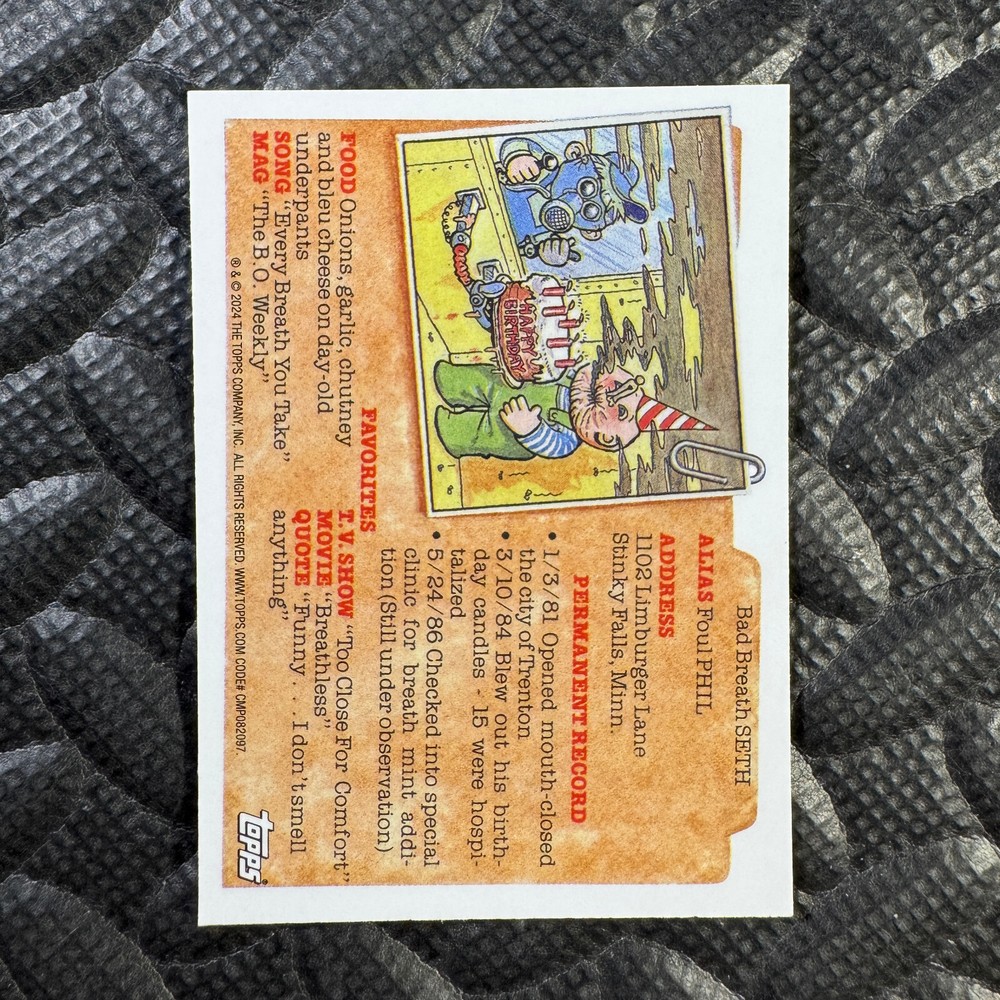 Bad Breath SETH
ALIAS Foul PHIL
ADDRESS
1102 Limburger Lane
Stinky Falls, Minn.
PERMANENT RECORD
• 1/3/81 Opened mouth-closed
the city of Trenton
• 3/10/84 Blew out his birth-
day candles - 15 were hospi-
talized
• 5/24/86 Checked into special
clinic for breath mint addi-
tion (Still under observation)
HAPPY
BIRTHDAY
FAVORITES
FOOD Onions, garlic, chutney
and bleu cheese on day-old
underpants
SONG "Every Breath You Take"
MAG "The B.O. Weekly"
T.V. SHOW "Too Close For Comfort"
MOVIE "Breathless"
QUOTE "Funny . . I don'tsmell
anything"
® & © 2024 THE TOPPS COMPANY, INC. ALL RIGHTS RESERVED. WWW.TOPPS.COM CODE# CMP082097.
topps®